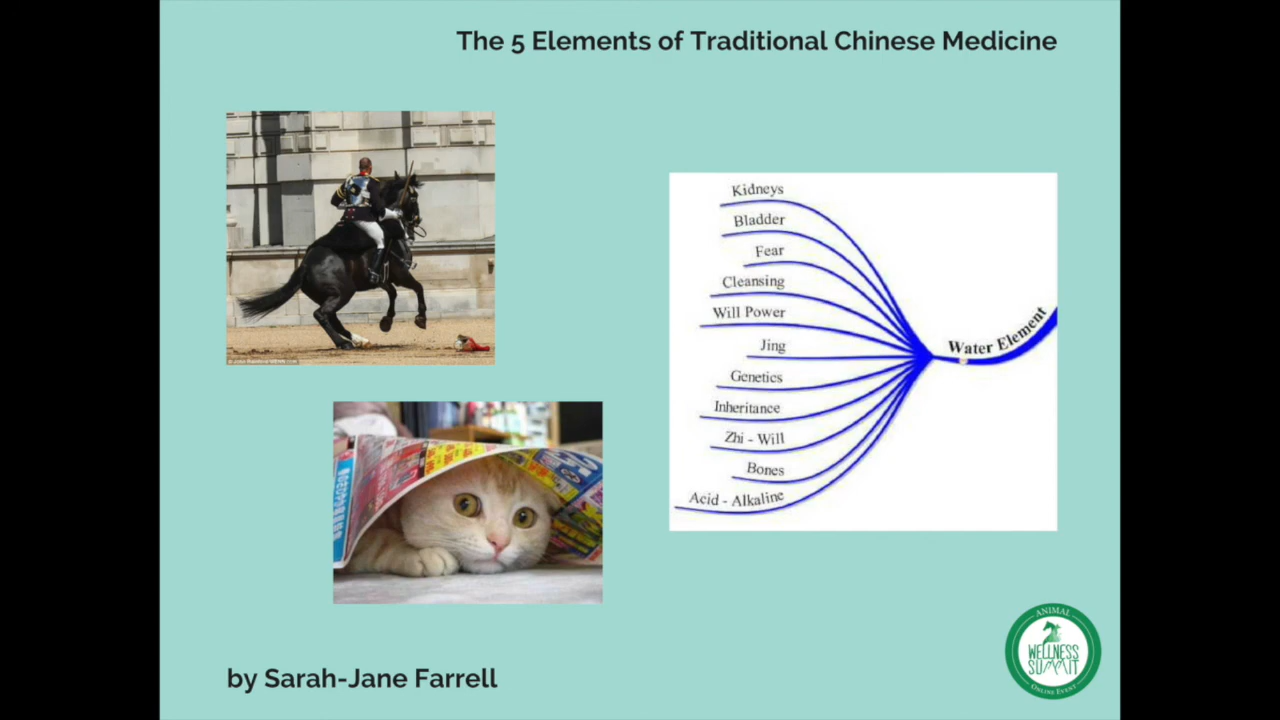 The 5 Elements of Traditional Chinese Medicine
Kidneys
Bladder
Fear
Cleansing
Will Power
Jing
Genetics
Inheritance
Zhi - Will
Bones
Acid - Alkaline
Water Element
by Sarah-Jane Farrell
ANIMAL
WELLNESS
SUMMIT
ONLINE EVENT